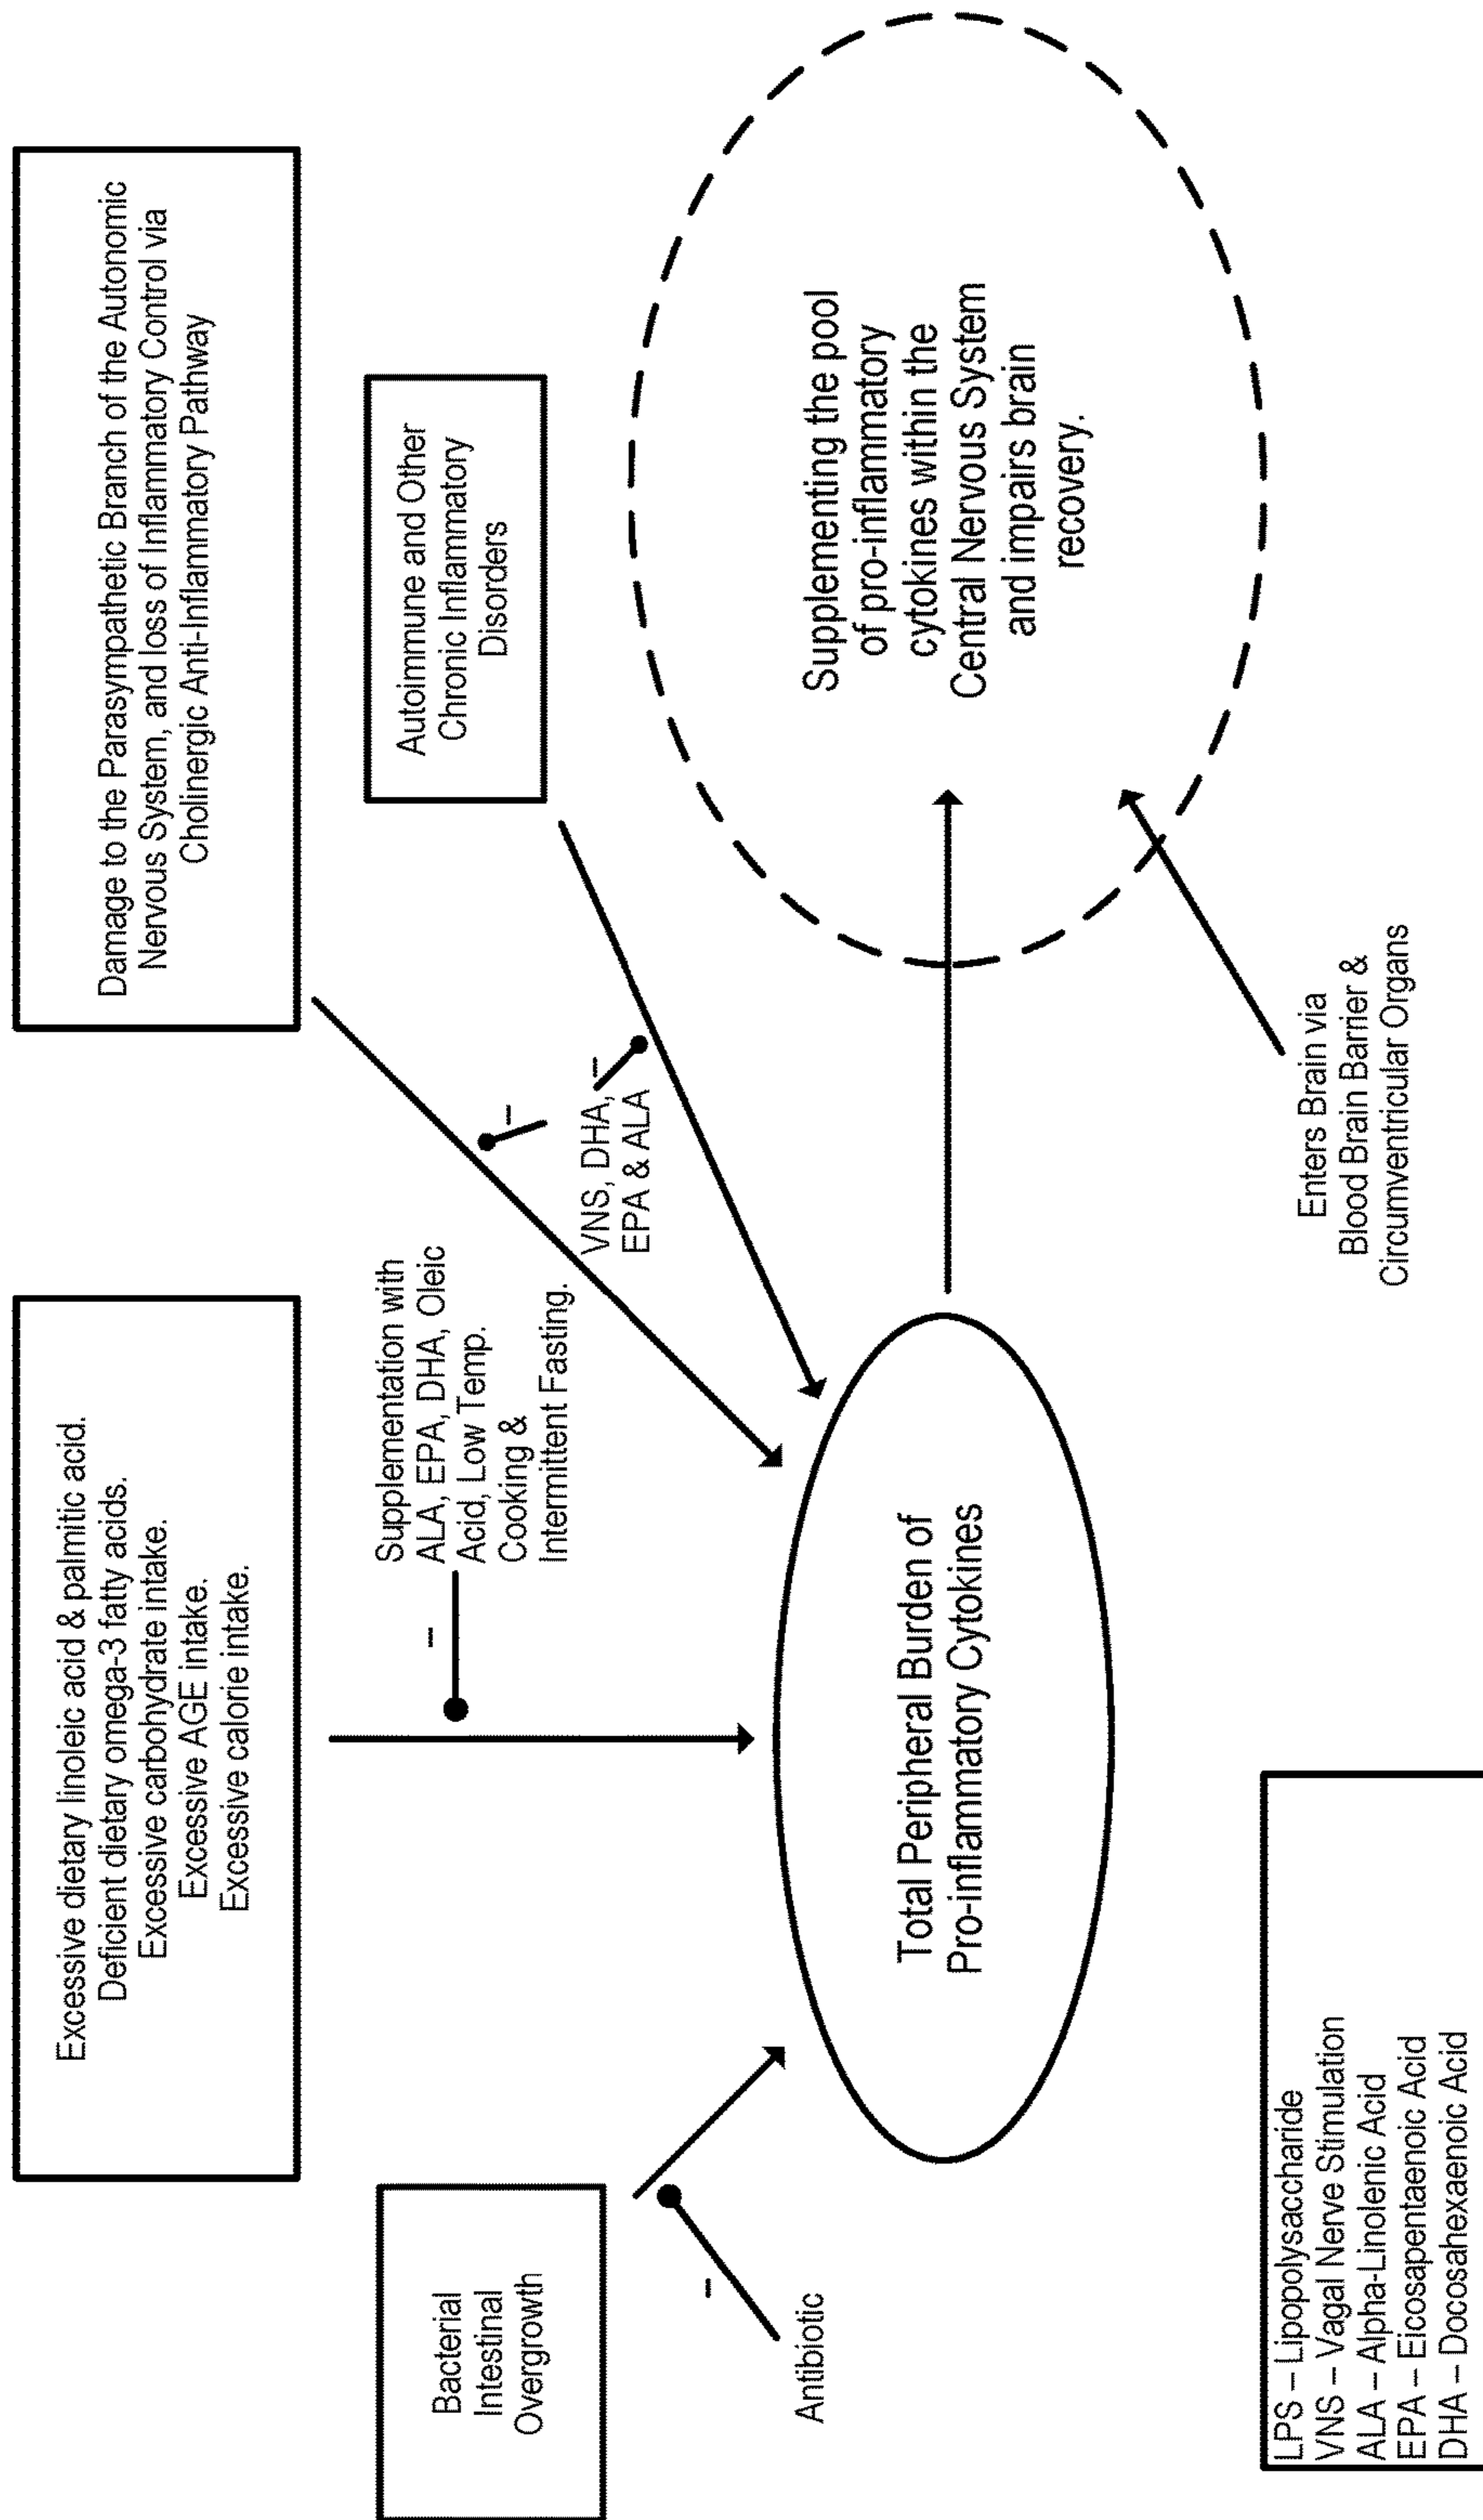 Excessive dietary linoleic acid & palmitic acid.
Deficient dietary omega-3 fatty acids.
Excessive carbohydrate intake.
Excessive AGE intake.
Excessive calorie intake.
Damage to the Parasympathetic Branch of the Autonomic
Nervous System, and loss of Inflammatory Control via
Cholinergic Anti-Inflammatory Pathway
Bacterial
Intestinal
Overgrowth
–
Antibiotic
–
Supplementation with
ALA, EPA, DHA, Oleic
Acid, Low Temp.
Cooking &
Intermittent Fasting.
Autoimmune and Other
Chronic Inflammatory
Disorders
–
–
VNS, DHA,
EPA & ALA
Total Peripheral Burden of
Pro-inflammatory Cytokines
Supplementing the pool
of pro-inflammatory
cytokines within the
Central Nervous System
and impairs brain
recovery.
Enters Brain via
Blood Brain Barrier &
Circumventricular Organs
LPS – Lipopolysaccharide
VNS – Vagal Nerve Stimulation
ALA – Alpha-Linolenic Acid
EPA – Eicosapentaenoic Acid
DHA – Docosahexaenoic Acid